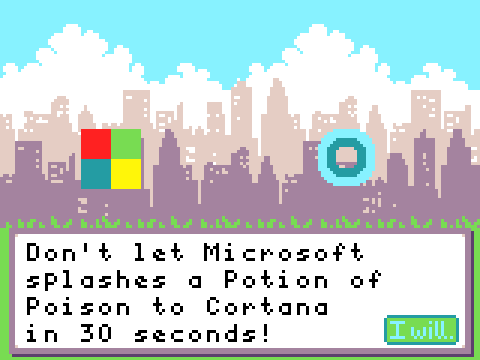 Don't let Microsoft
splashes a Potion of
Poison to Cortana
in 30 seconds!
I will.